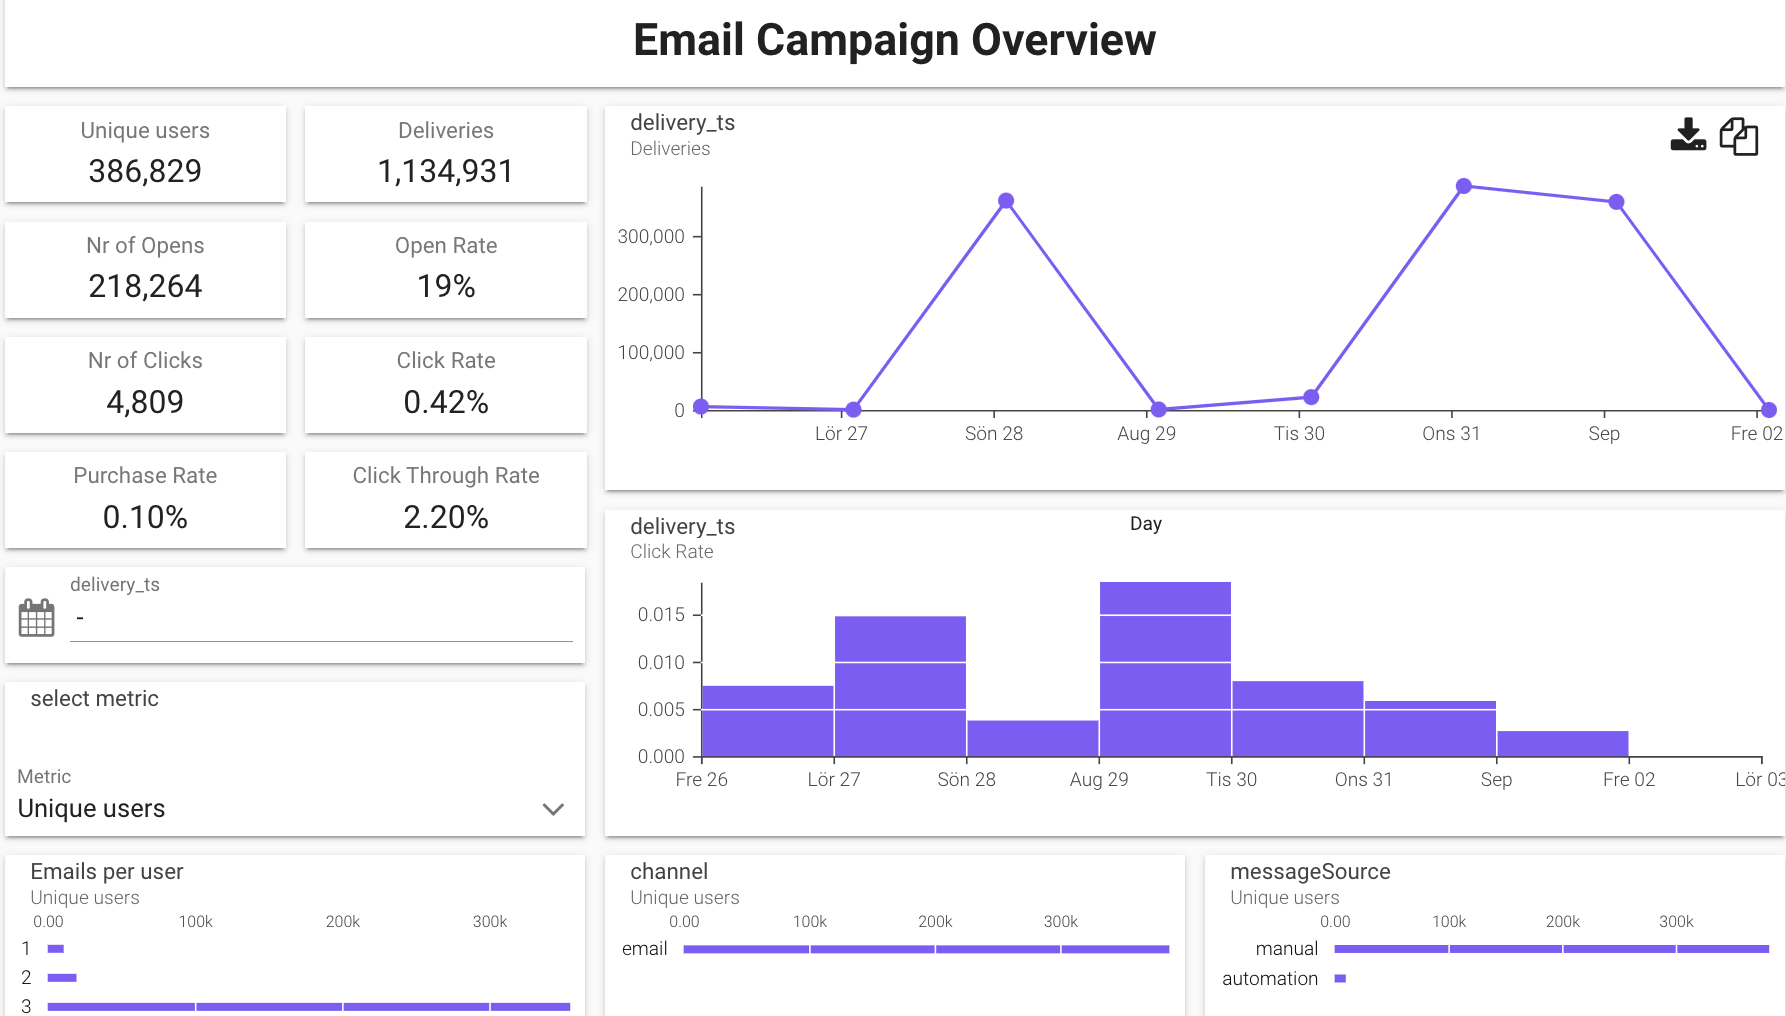 Email Campaign Overview
Unique users
386,829
Deliveries
1,134,931
Nr of Opens
218,264
Open Rate
19%
Nr of Clicks
4,809
Click Rate
0.42%
Purchase Rate
0.10%
Click Through Rate
2.20%
delivery_ts
-
select metric
Metric
Unique users
delivery_ts
Deliveries
300,000
200,000
100,000
0
Lör 27
Sön 28
Aug 29
Tis 30
Ons 31
Sep
Fre 02
delivery_ts
Day
Click Rate
0.015
0.010
0.005
0.000
Fre 26
Lör 27
Sön 28
Aug 29
Tis 30
Ons 31
Sep
Fre 02
Lör 03
Emails per user
Unique users
0.00 100k 200k 300k
1
2
3
channel
Unique users
0.00 100k 200k 300k
email
messageSource
Unique users
0.00 100k 200k 300k
manual
automation